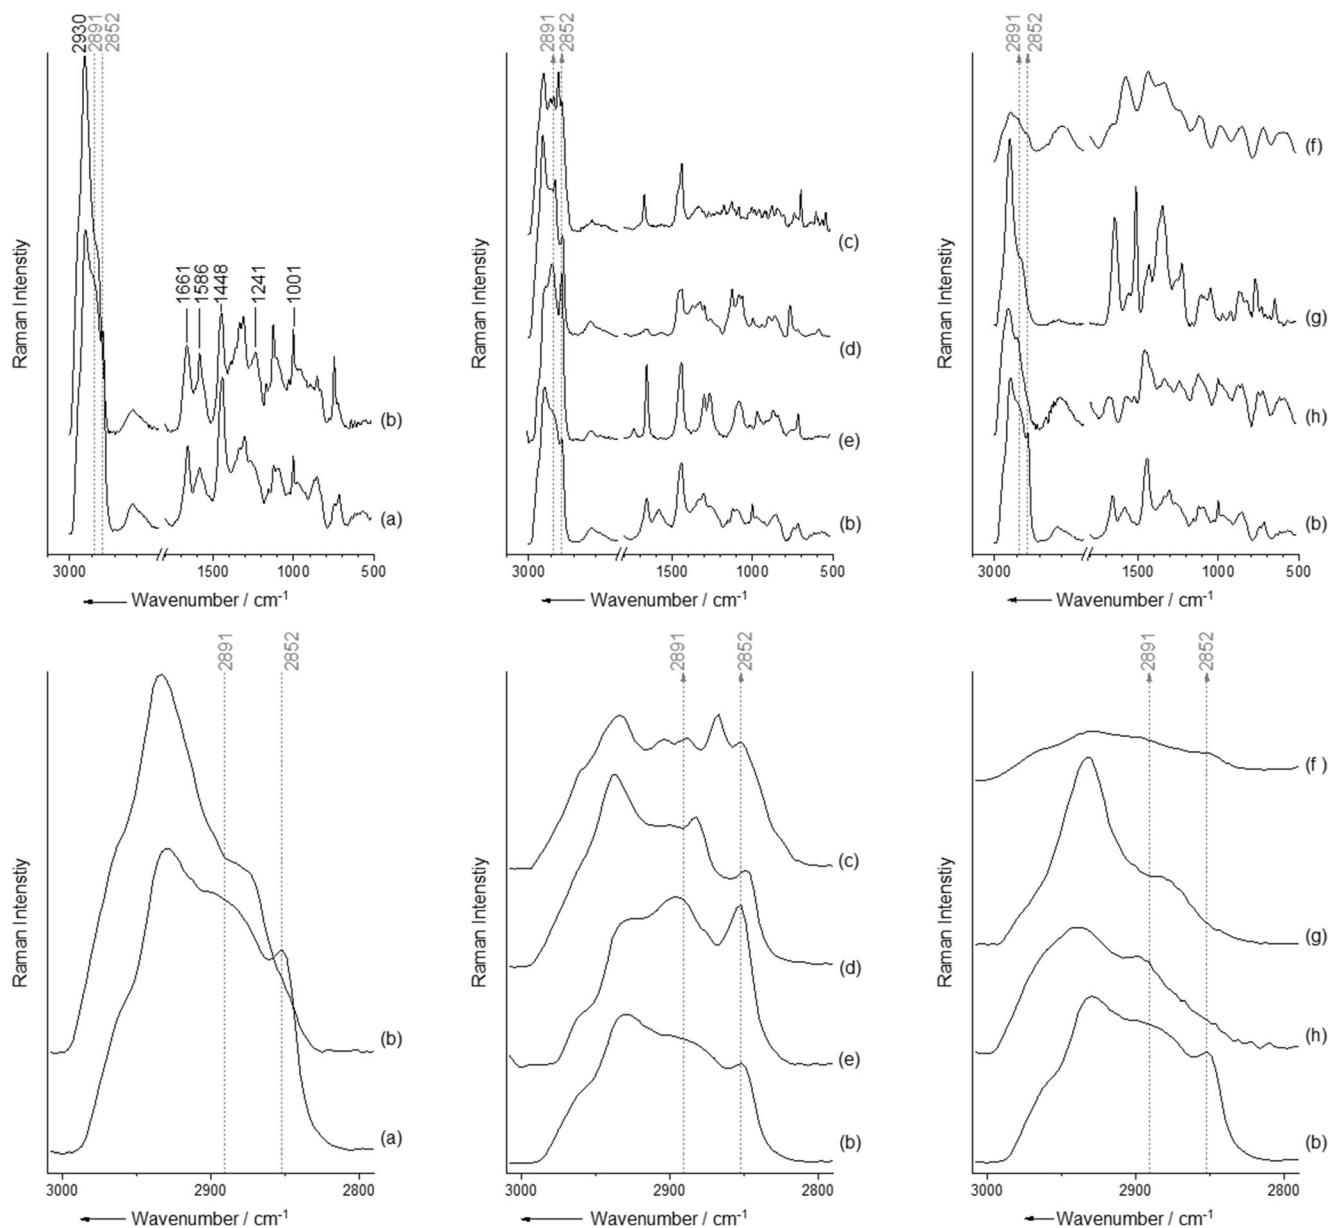 2930
2891
2852
1661
1586
1448
1241
1001
(b)
(a)
Raman Intenstiy
3000 1500 1000 500
Wavenumber / cm-1
2891
2852
(c)
(d)
(e)
(b)
Raman Intenstiy
3000 1500 1000 500
Wavenumber / cm-1
2891
2852
(f)
(g)
(h)
(b)
Raman Intenstiy
3000 1500 1000 500
Wavenumber / cm-1
2891
2852
(b)
(a)
Raman Intenstiy
3000 2900 2800
Wavenumber / cm-1
2891
2852
(c)
(d)
(e)
(b)
Raman Intenstiy
3000 2900 2800
Wavenumber / cm-1
2891
2852
(f )
(g)
(h)
(b)
Raman Intenstiy
3000 2900 2800
Wavenumber / cm-1